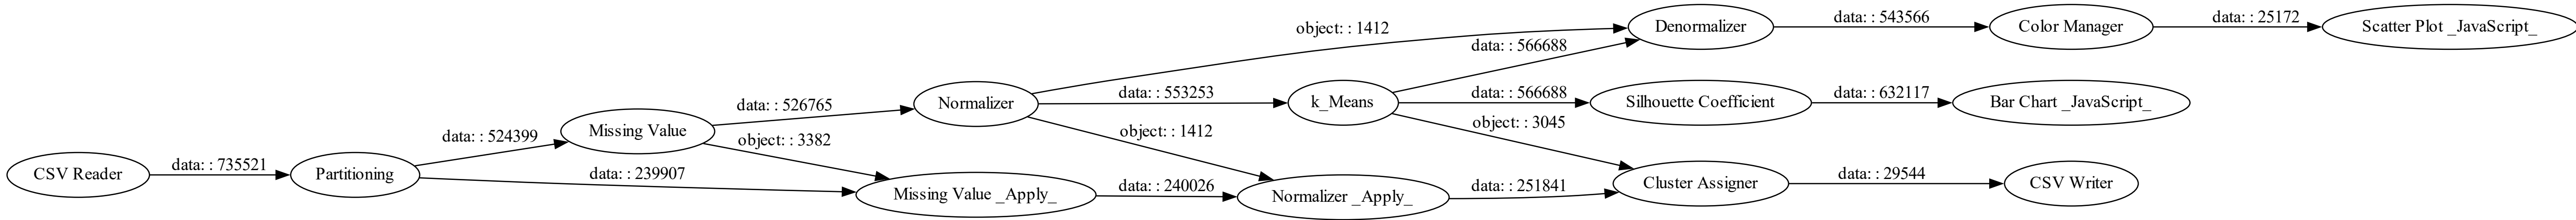 CSV Reader
data: : 735521
Partitioning
data: : 524399
data: : 239907
Missing Value
data: : 526765
object: : 3382
Missing Value _Apply_
data: : 240026
Normalizer
object: : 1412
data: : 553253
object: : 1412
Normalizer _Apply_
data: : 251841
k_Means
data: : 566688
data: : 566688
object: : 3045
Denormalizer
data: : 543566
Color Manager
data: : 25172
Scatter Plot _JavaScript_
Silhouette Coefficient
data: : 632117
Bar Chart _JavaScript_
Cluster Assigner
data: : 29544
CSV Writer